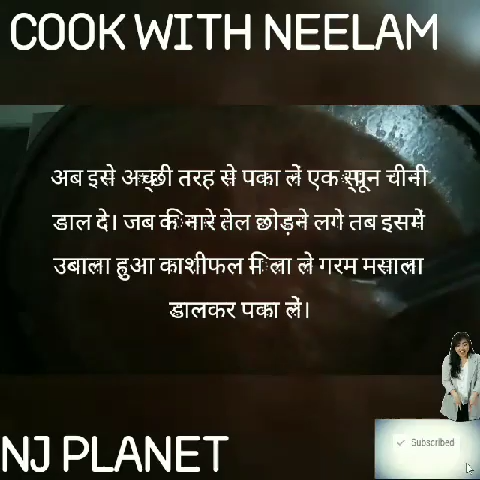 COOK WITH NEELAM
अब इसे अच्छी तरह से पका लें एक स्पून चीनी
डाल दे। जब किनारे तेल छोड़ने लगे तब इसमें
उबाला हुआ काशीफल मिला ले गरम मसाला
डालकर पका लें।
Subscribed
NJ PLANET